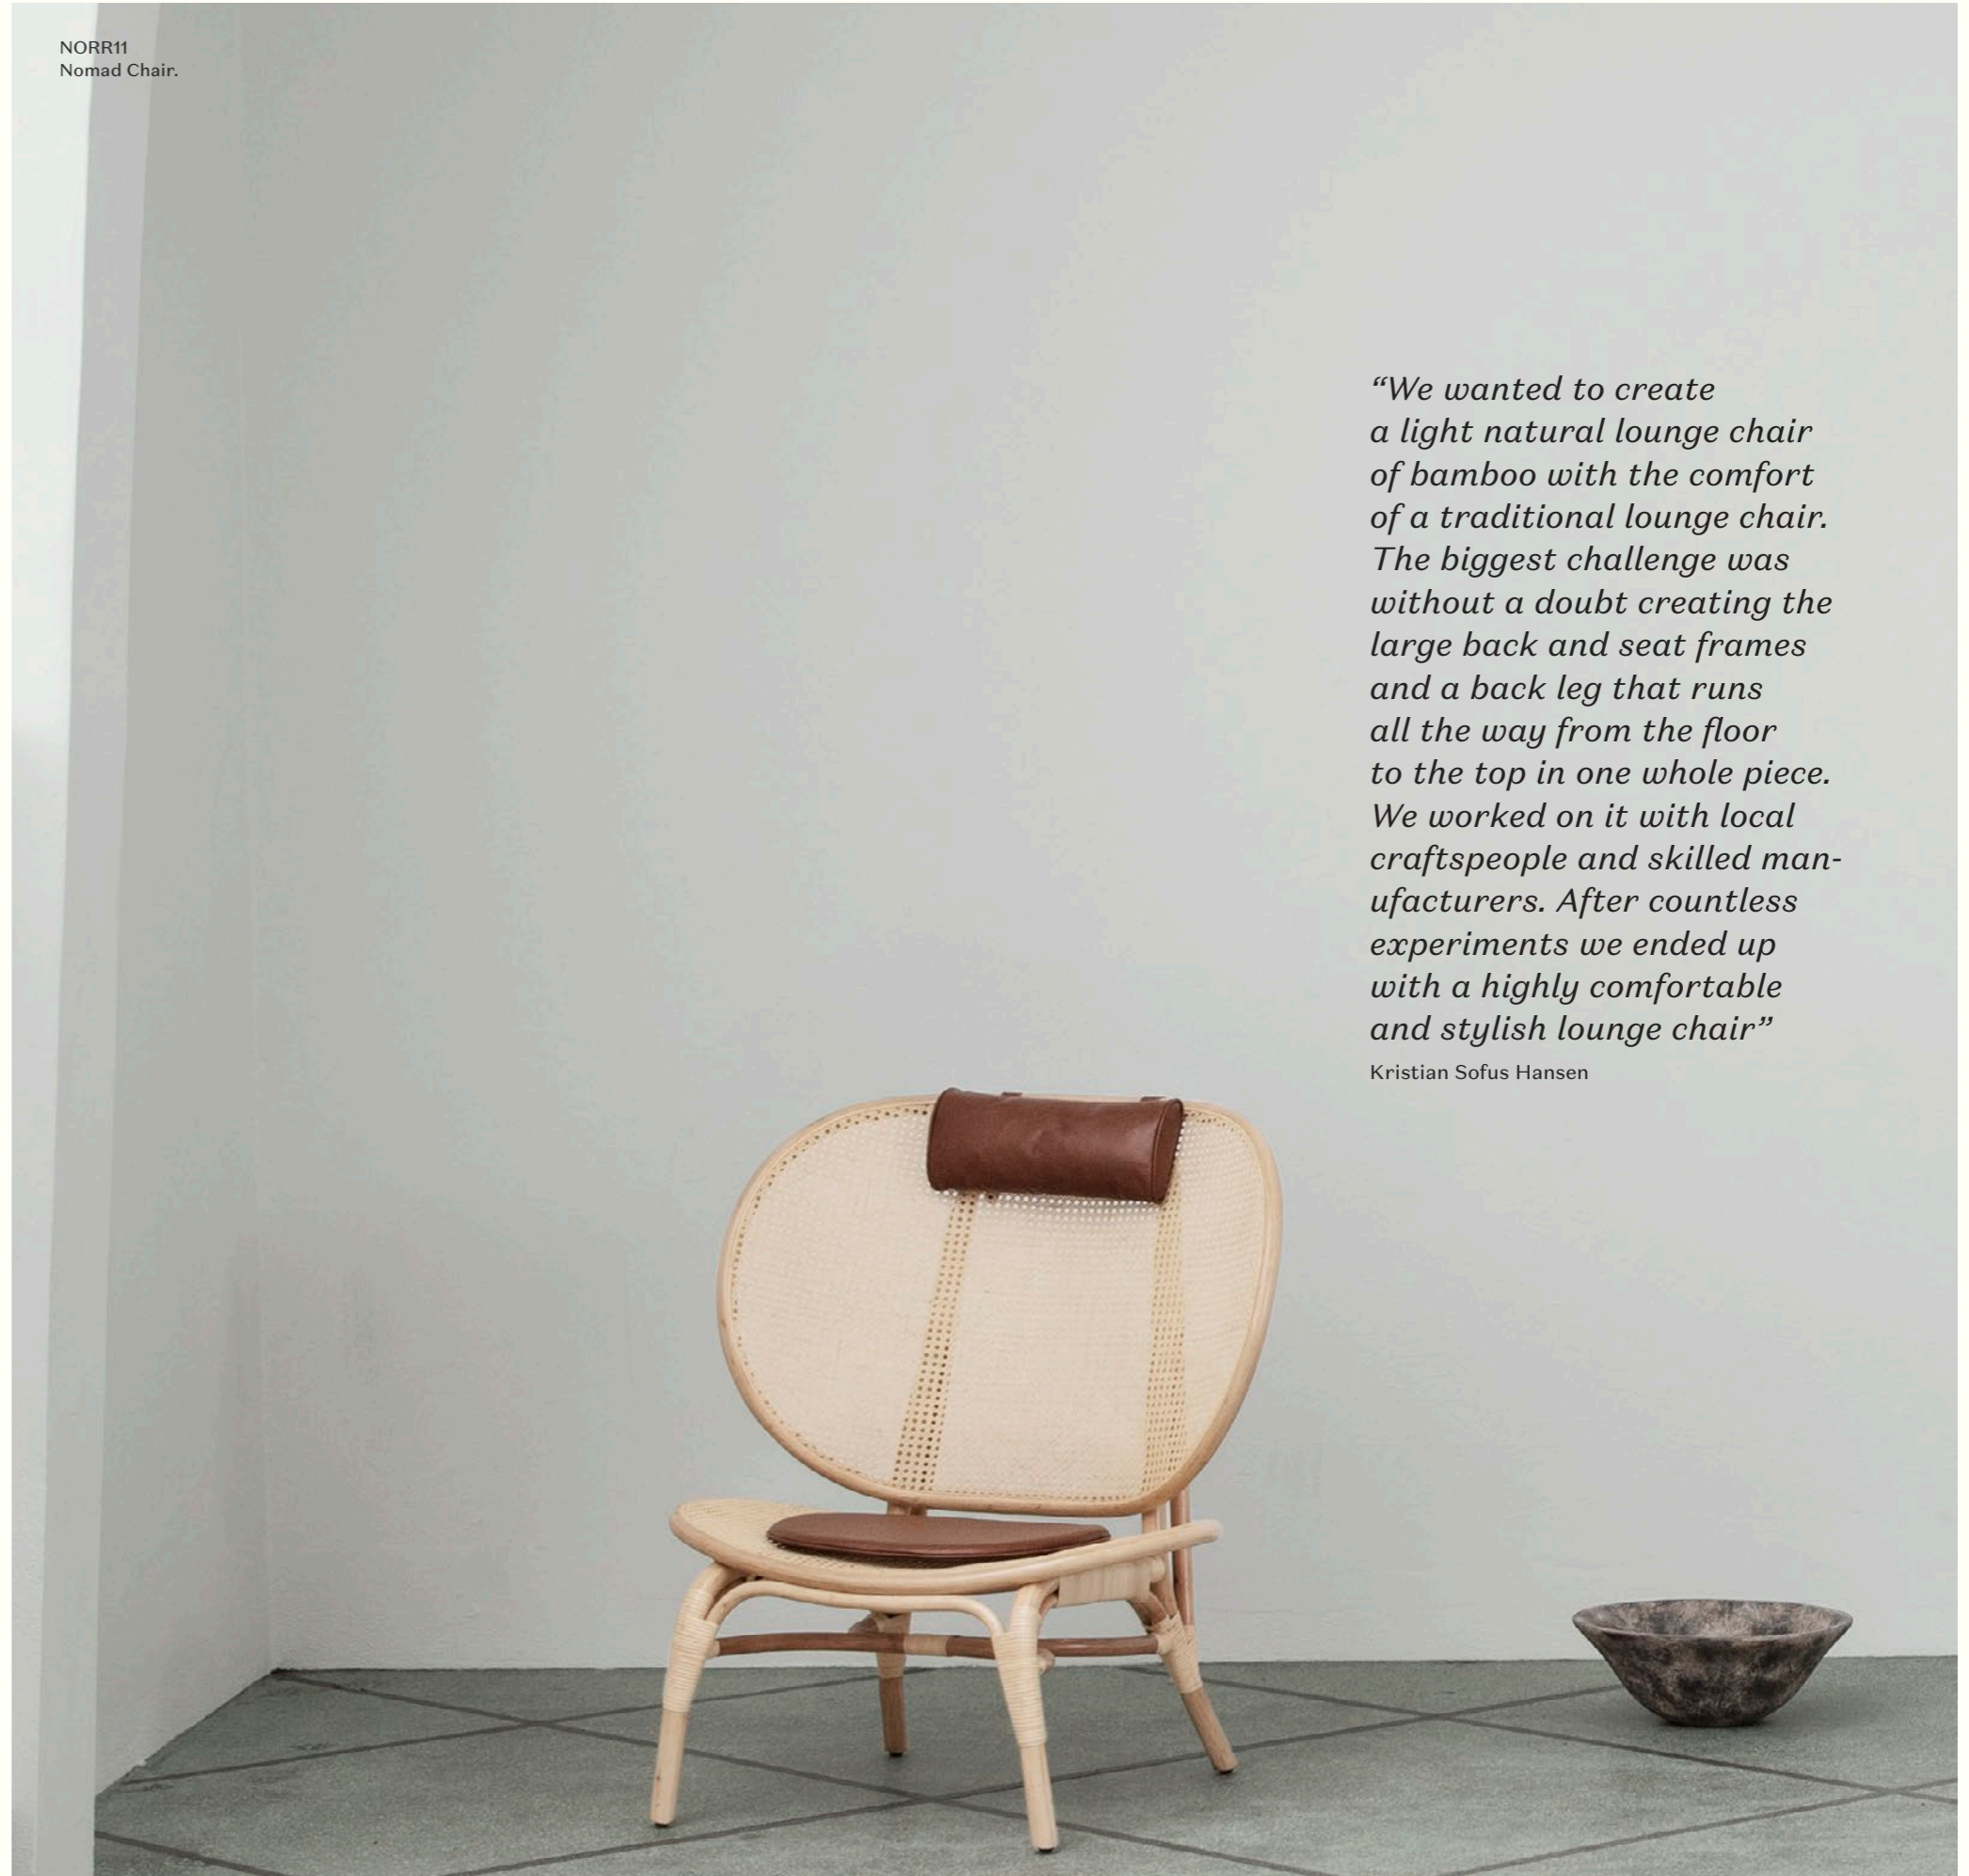 NORR11
Nomad Chair.
“We wanted to create
a light natural lounge chair
of bamboo with the comfort
of a traditional lounge chair.
The biggest challenge was
without a doubt creating the
large back and seat frames
and a back leg that runs
all the way from the floor
to the top in one whole piece.
We worked on it with local
craftspeople and skilled man-
ufacturers. After countless
experiments we ended up
with a highly comfortable
and stylish lounge chair”
Kristian Sofus Hansen